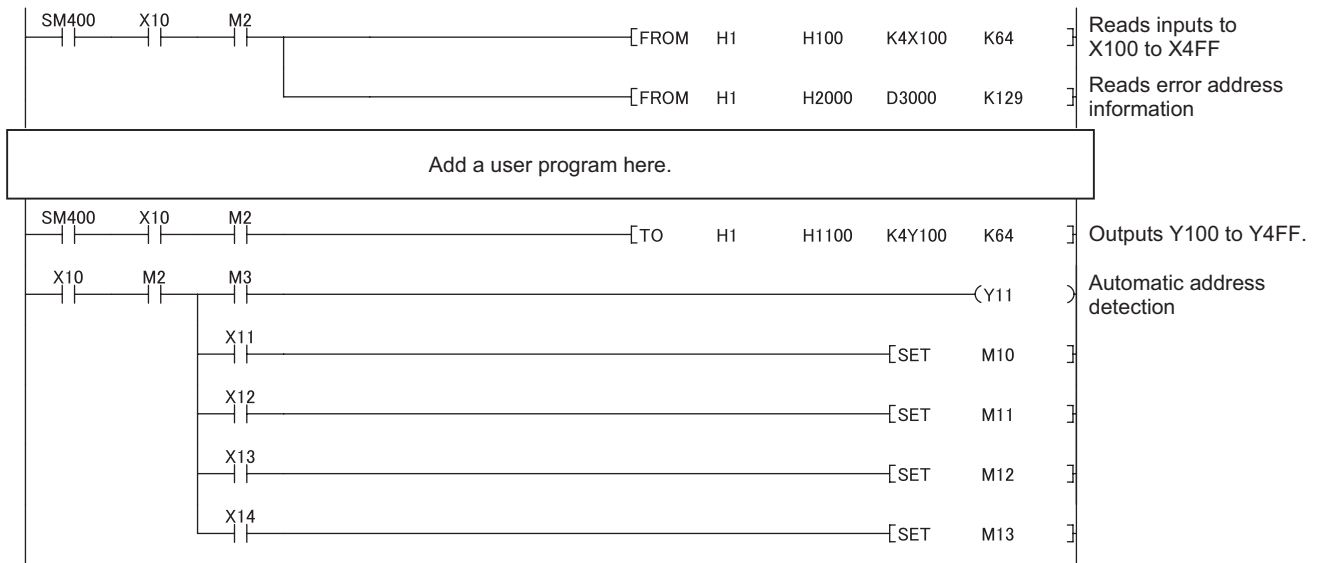 SM400 X10 M2
[FROM H1 H100 K4X100 K64 ] Reads inputs to
X100 to X4FF
[FROM H1 H2000 D3000 K129 ] Reads error address
information
Add a user program here.
SM400 X10 M2
[TO H1 H1100 K4Y100 K64 ] Outputs Y100 to Y4FF.
X10 M2 M3
(Y11 ) Automatic address
detection
X11
[SET M10 ]
X12
[SET M11 ]
X13
[SET M12 ]
X14
[SET M13 ]